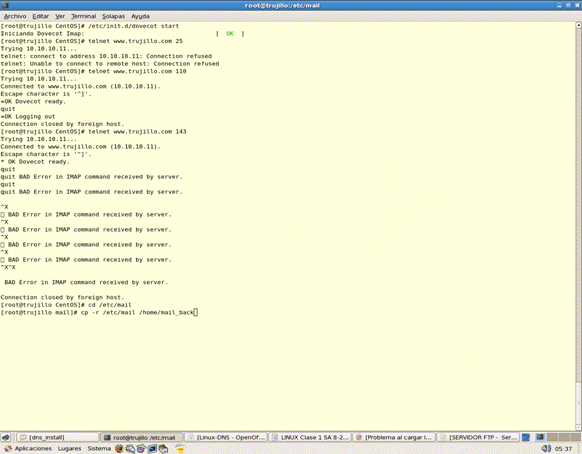 root@trujillo:/etc/mail
Archivo Editar Ver Terminal Solapas Ayuda
[root@trujillo CentOS]# /etc/init.d/dovecot start
Iniciando Dovecot Imap: [ OK ]
[root@trujillo CentOS]# telnet www.trujillo.com 25
Trying 10.10.10.11...
telnet: connect to address 10.10.10.11: Connection refused
telnet: Unable to connect to remote host: Connection refused
[root@trujillo CentOS]# telnet www.trujillo.com 110
Trying 10.10.10.11...
Connected to www.trujillo.com (10.10.10.11).
Escape character is '^]'.
+OK Dovecot ready.
quit
+OK Logging out
Connection closed by foreign host.
[root@trujillo CentOS]# telnet www.trujillo.com 143
Trying 10.10.10.11...
Connected to www.trujillo.com (10.10.10.11).
Escape character is '^]'.
* OK Dovecot ready.
quit
quit BAD Error in IMAP command received by server.
quit
quit BAD Error in IMAP command received by server.
^X
BAD Error in IMAP command received by server.
^X
BAD Error in IMAP command received by server.
^X
BAD Error in IMAP command received by server.
^X
BAD Error in IMAP command received by server.
^X^X
BAD Error in IMAP command received by server.
Connection closed by foreign host.
[root@trujillo CentOS]# cd /etc/mail
[root@trujillo mail]# cp -r /etc/mail /home/mail_back
[dns_install] root@trujillo:/etc/mail [Linux-DNS - OpenOf... LINUX Clase 1 SA 8-2... [Problema al cargar l... [SERVIDOR FTP - Ser...
Aplicaciones Lugares Sistema 05:37